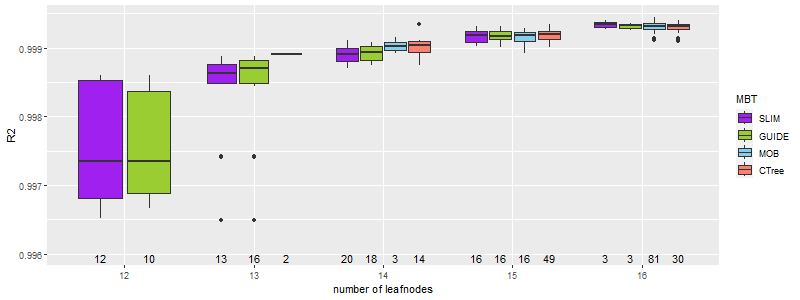 R2
0.999
0.998
0.997
0.996
12 10 13 16 2 20 18 3 14 16 16 16 49 3 3 81 30
12 13 14 15 16
number of leafnodes
MBT
SLIM
GUIDE
MOB
CTree